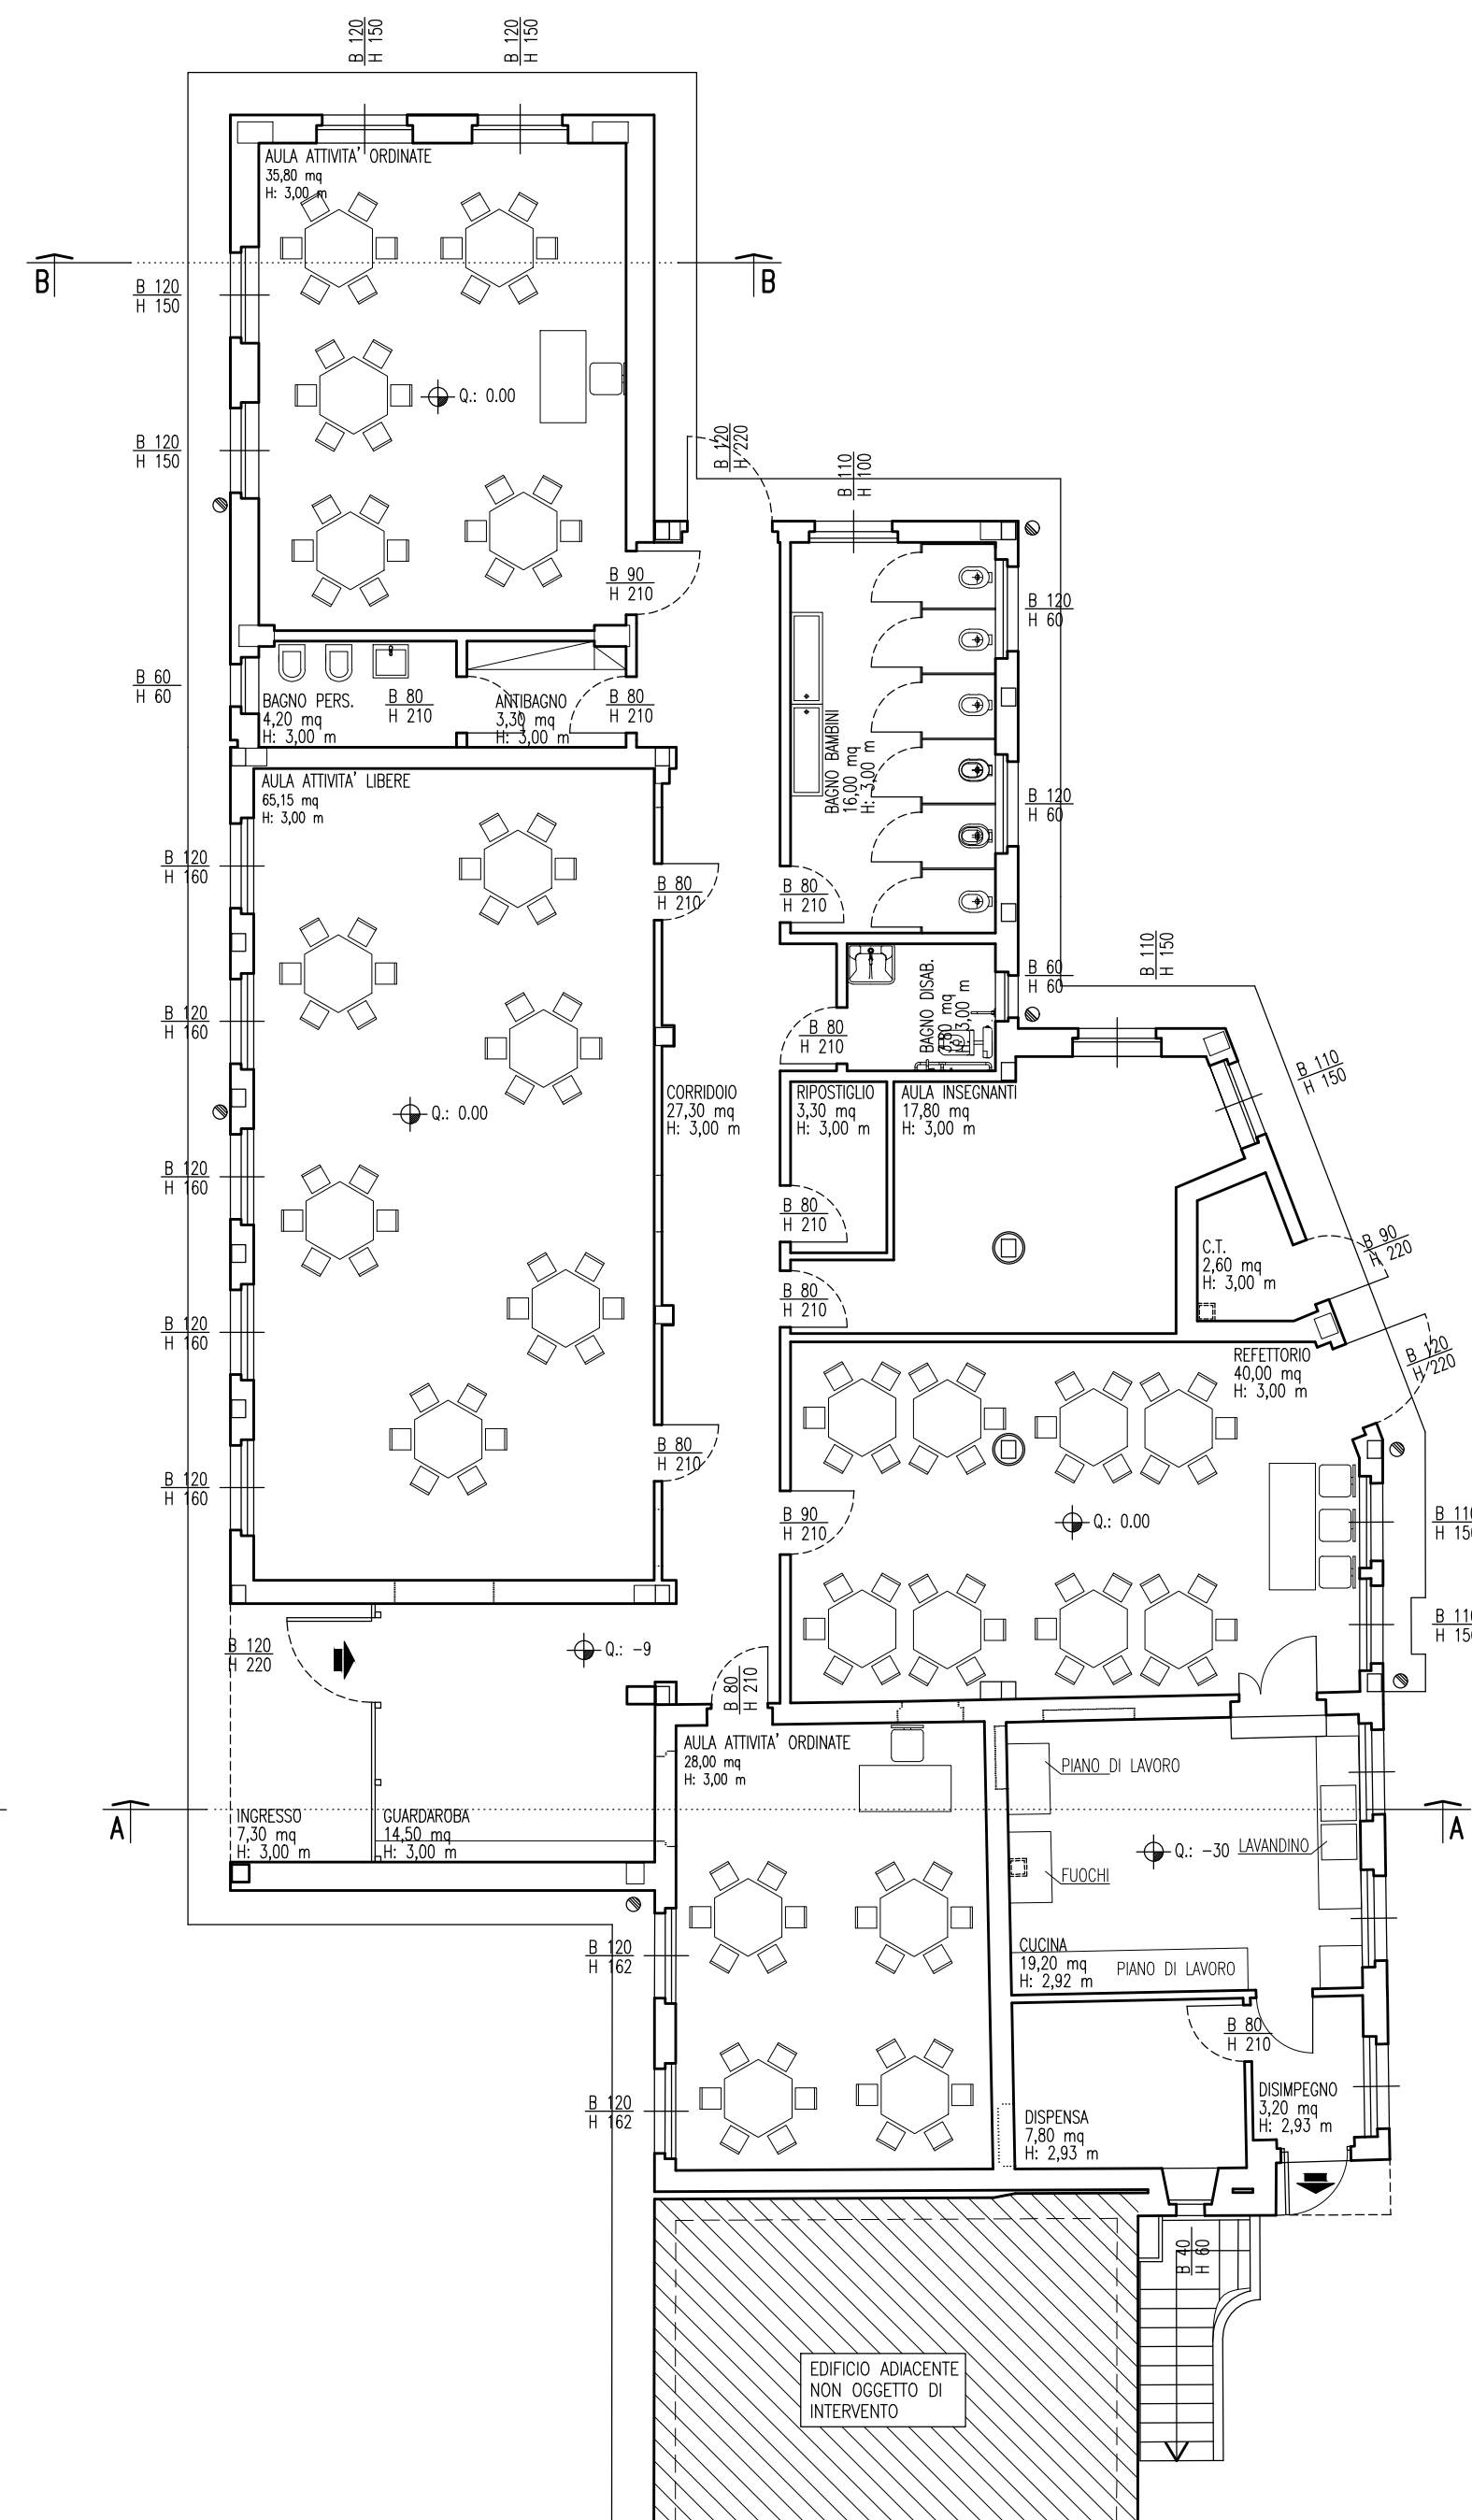 B 120
H 150
B 120
H 150
AULA ATTIVITA' ORDINATE
35,80 mq
H: 3,00 m
B
B
B 120
H 150
Q.: 0.00
B 120
H 150
B 120
H 220
B 110
H 100
B 90
H 210
B 120
H 60
B 60
H 60
BAGNO PERS.
4,20 mq
H: 3,00 m
B 80
H 210
ANTIBAGNO
3,30 mq
H: 3,00 m
B 80
H 210
BAGNO BAMBINI
16,00 mq
H: 3,00 m
AULA ATTIVITA' LIBERE
65,15 mq
H: 3,00 m
B 120
H 60
B 120
H 160
B 80
H 210
B 80
H 210
B 110
H 150
BAGNO DISAB.
3,80 mq
H: 3,00 m
B 60
H 60
B 120
H 160
B 80
H 210
B 110
H 150
Q.: 0.00
CORRIDOIO
27,30 mq
H: 3,00 m
RIPOSTIGLIO
3,30 mq
H: 3,00 m
AULA INSEGNANTI
17,80 mq
H: 3,00 m
B 120
H 160
B 80
H 210
C.T.
2,60 mq
H: 3,00 m
B 90
H 220
B 80
H 210
B 120
H 160
B 120
H 220
REFETTORIO
40,00 mq
H: 3,00 m
B 80
H 210
B 120
H 160
B 90
H 210
Q.: 0.00
B 110
H 150
B 110
H 150
B 120
H 220
Q.: -9
B 80
H 210
AULA ATTIVITA' ORDINATE
28,00 mq
H: 3,00 m
PIANO DI LAVORO
A
A
INGRESSO
7,30 mq
H: 3,00 m
GUARDAROBA
14,50 mq
H: 3,00 m
Q.: -30
LAVANDINO
FUOCHI
B 120
H 162
CUCINA
19,20 mq
H: 2,92 m
PIANO DI LAVORO
B 80
H 210
B 120
H 162
DISPENSA
7,80 mq
H: 2,93 m
DISIMPEGNO
3,20 mq
H: 2,93 m
B 40
H 60
EDIFICIO ADIACENTE
NON OGGETTO DI
INTERVENTO